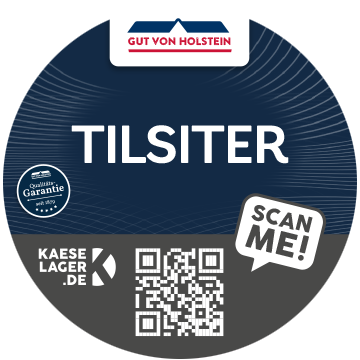 GUT VON HOLSTEIN
TILSITER
Qualitäts-
Garantie
seit 1879
SCAN
ME!
KAESE
LAGER
.DE